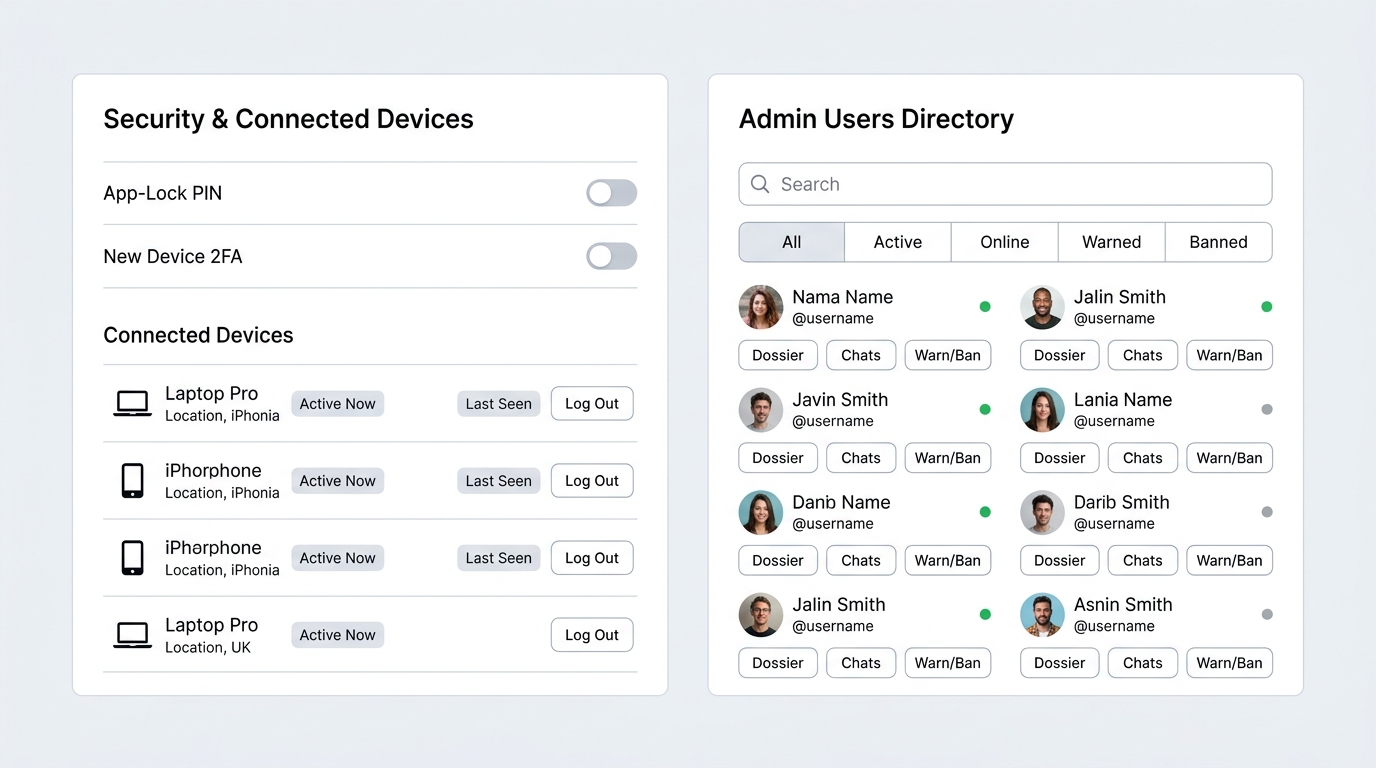 Security & Connected Devices
App-Lock PIN
New Device 2FA
Connected Devices
Laptop Pro
Location, iPhonia
Active Now
Last Seen
Log Out
iPhorphone
Location, iPhonia
Active Now
Last Seen
Log Out
iPharphone
Location, iPhonia
Active Now
Last Seen
Log Out
Laptop Pro
Location, UK
Active Now
Log Out
Admin Users Directory
Search
All Active Online Warned Banned
Nama Name
@username
Dossier Chats Warn/Ban
Jalin Smith
@username
Dossier Chats Warn/Ban
Javin Smith
@username
Dossier Chats Warn/Ban
Lania Name
@username
Dossier Chats Warn/Ban
Danib Name
@username
Dossier Chats Warn/Ban
Darib Smith
@username
Dossier Chats Warn/Ban
Jalin Smith
@username
Dossier Chats Warn/Ban
Asnin Smith
@username
Dossier Chats Warn/Ban